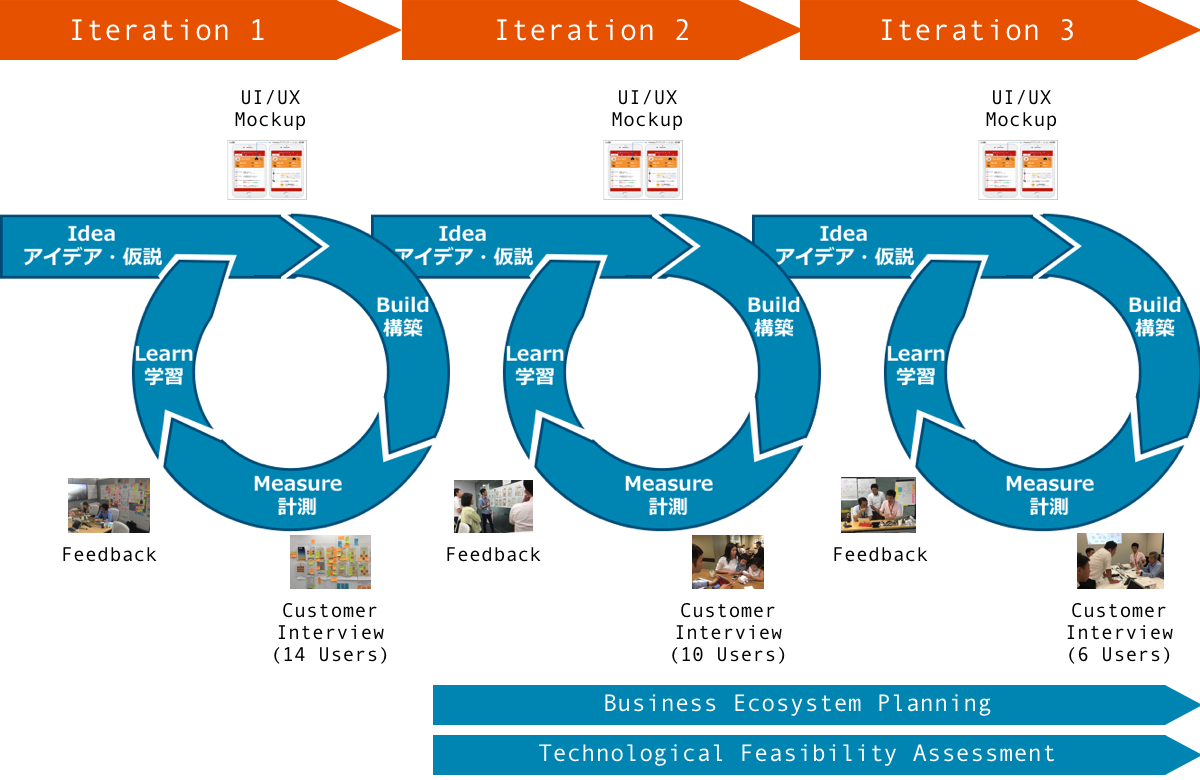 Iteration 1
Iteration 2
Iteration 3
UI/UX
Mockup
UI/UX
Mockup
UI/UX
Mockup
Idea
アイデア・仮説
Build
構築
Learn
学習
Measure
計測
Idea
アイデア・仮説
Build
構築
Learn
学習
Measure
計測
Idea
アイデア・仮説
Build
構築
Learn
学習
Measure
計測
Feedback
Customer
Interview
(14 Users)
Feedback
Customer
Interview
(10 Users)
Feedback
Customer
Interview
(6 Users)
Business Ecosystem Planning
Technological Feasibility Assessment